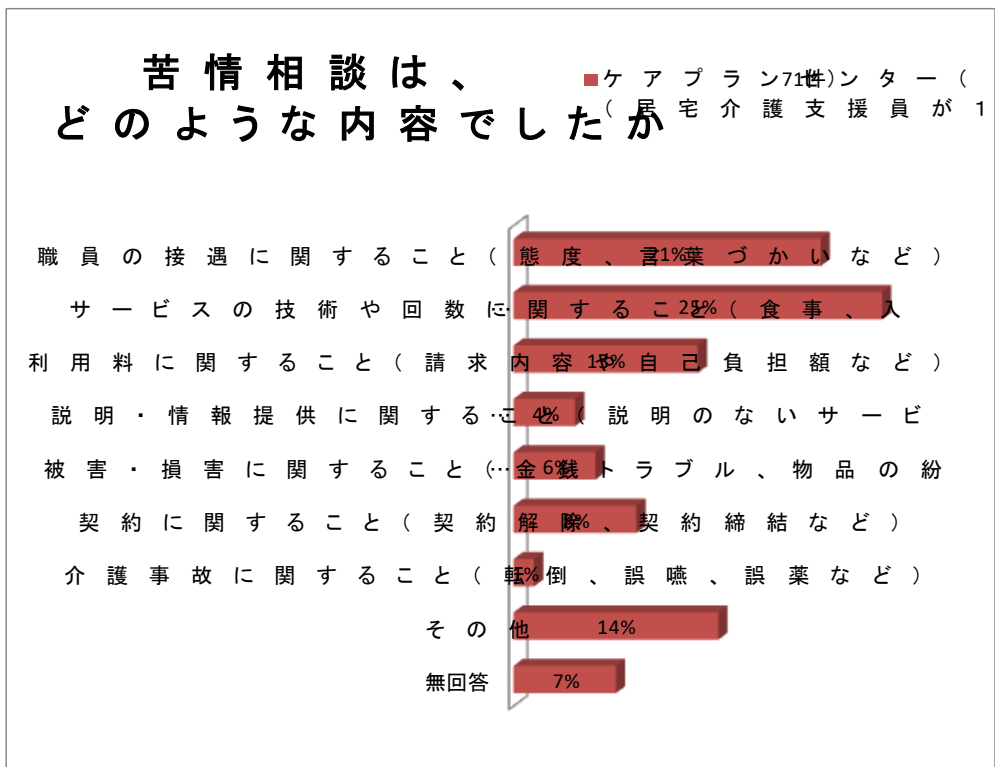 苦情相談は、
どのような内容でしたか
ケアプランセンター(
71件)
(居宅介護支援員が1
職員の接遇に関すること(態度、言葉づかいなど)
21%
サービスの技術や回数に関すること(食事、入…
25%
利用料に関すること(請求内容や自己負担額など)
13%
説明・情報提供に関すること(説明のないサービ…
4%
被害・損害に関すること(金銭トラブル、物品の紛…
6%
契約に関すること(契約解除、契約締結など)
介護事故に関すること(転倒、誤嚥、誤薬など)
1%
その他
14%
無回答
7%